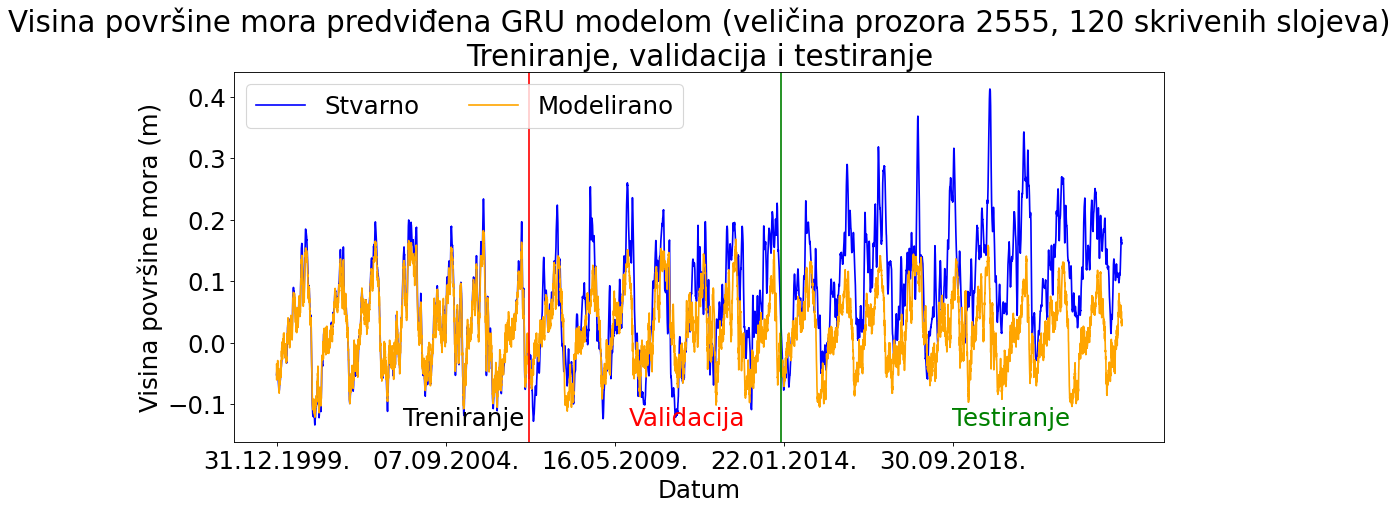 Visina površine mora predviđena GRU modelom (veličina prozora 2555, 120 skrivenih slojeva)
Treniranje, validacija i testiranje
Stvarno
Modelirano
Visina površine mora (m)
0.4
0.3
0.2
0.1
0.0
−0.1
Treniranje
Validacija
Testiranje
31.12.1999.
07.09.2004.
16.05.2009.
22.01.2014.
30.09.2018.
Datum